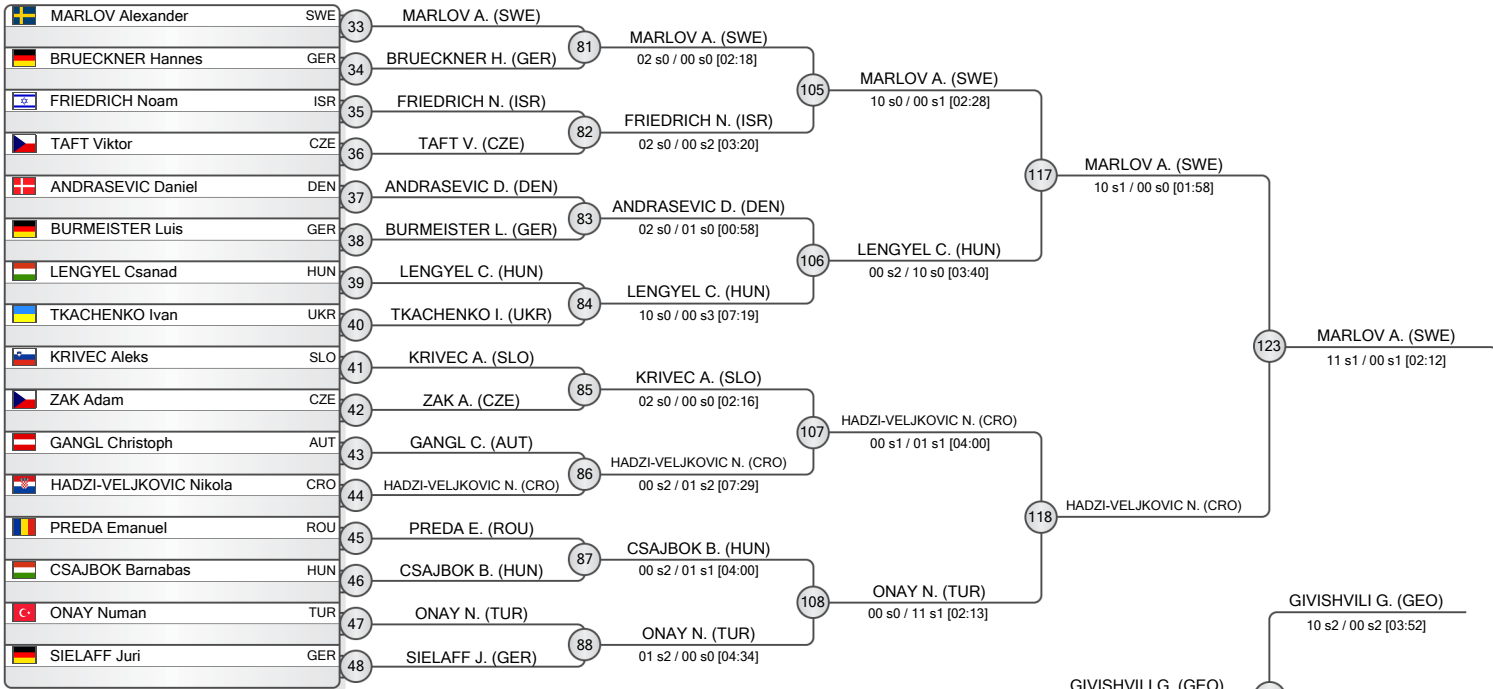 MARLOV Alexander SWE
BRUECKNER Hannes GER
FRIEDRICH Noam ISR
TAFT Viktor CZE
ANDRASEVIC Daniel DEN
BURMEISTER Luis GER
LENGYEL Csanad HUN
TKACHENKO Ivan UKR
KRIVEC Aleks SLO
ZAK Adam CZE
GANGL Christoph AUT
HADZI-VELJKOVIC Nikola CRO
PREDA Emanuel ROU
CSAJBOK Barnabas HUN
ONAY Numan TUR
SIELAFF Juri GER
33 MARLOV A. (SWE)
34 BRUECKNER H. (GER)
35 FRIEDRICH N. (ISR)
36 TAFT V. (CZE)
37 ANDRASEVIC D. (DEN)
38 BURMEISTER L. (GER)
39 LENGYEL C. (HUN)
40 TKACHENKO I. (UKR)
41 KRIVEC A. (SLO)
42 ZAK A. (CZE)
43 GANGL C. (AUT)
44 HADZI-VELJKOVIC N. (CRO)
45 PREDA E. (ROU)
46 CSAJBOK B. (HUN)
47 ONAY N. (TUR)
48 SIELAFF J. (GER)
81 MARLOV A. (SWE)
02 s0 / 00 s0 [02:18]
82 FRIEDRICH N. (ISR)
02 s0 / 00 s2 [03:20]
83 ANDRASEVIC D. (DEN)
02 s0 / 01 s0 [00:58]
84 LENGYEL C. (HUN)
10 s0 / 00 s3 [07:19]
85 KRIVEC A. (SLO)
02 s0 / 00 s0 [02:16]
86 HADZI-VELJKOVIC N. (CRO)
00 s2 / 01 s2 [07:29]
87 CSAJBOK B. (HUN)
00 s2 / 01 s1 [04:00]
88 ONAY N. (TUR)
01 s2 / 00 s0 [04:34]
105 MARLOV A. (SWE)
10 s0 / 00 s1 [02:28]
106 LENGYEL C. (HUN)
00 s2 / 10 s0 [03:40]
107 HADZI-VELJKOVIC N. (CRO)
00 s1 / 01 s1 [04:00]
108 ONAY N. (TUR)
00 s0 / 11 s1 [02:13]
117 MARLOV A. (SWE)
10 s1 / 00 s0 [01:58]
118 HADZI-VELJKOVIC N. (CRO)
123 MARLOV A. (SWE)
11 s1 / 00 s1 [02:12]
GIVISHVILI G. (GEO)
10 s2 / 00 s2 [03:52]
GIVISHVILI G. (GEO)